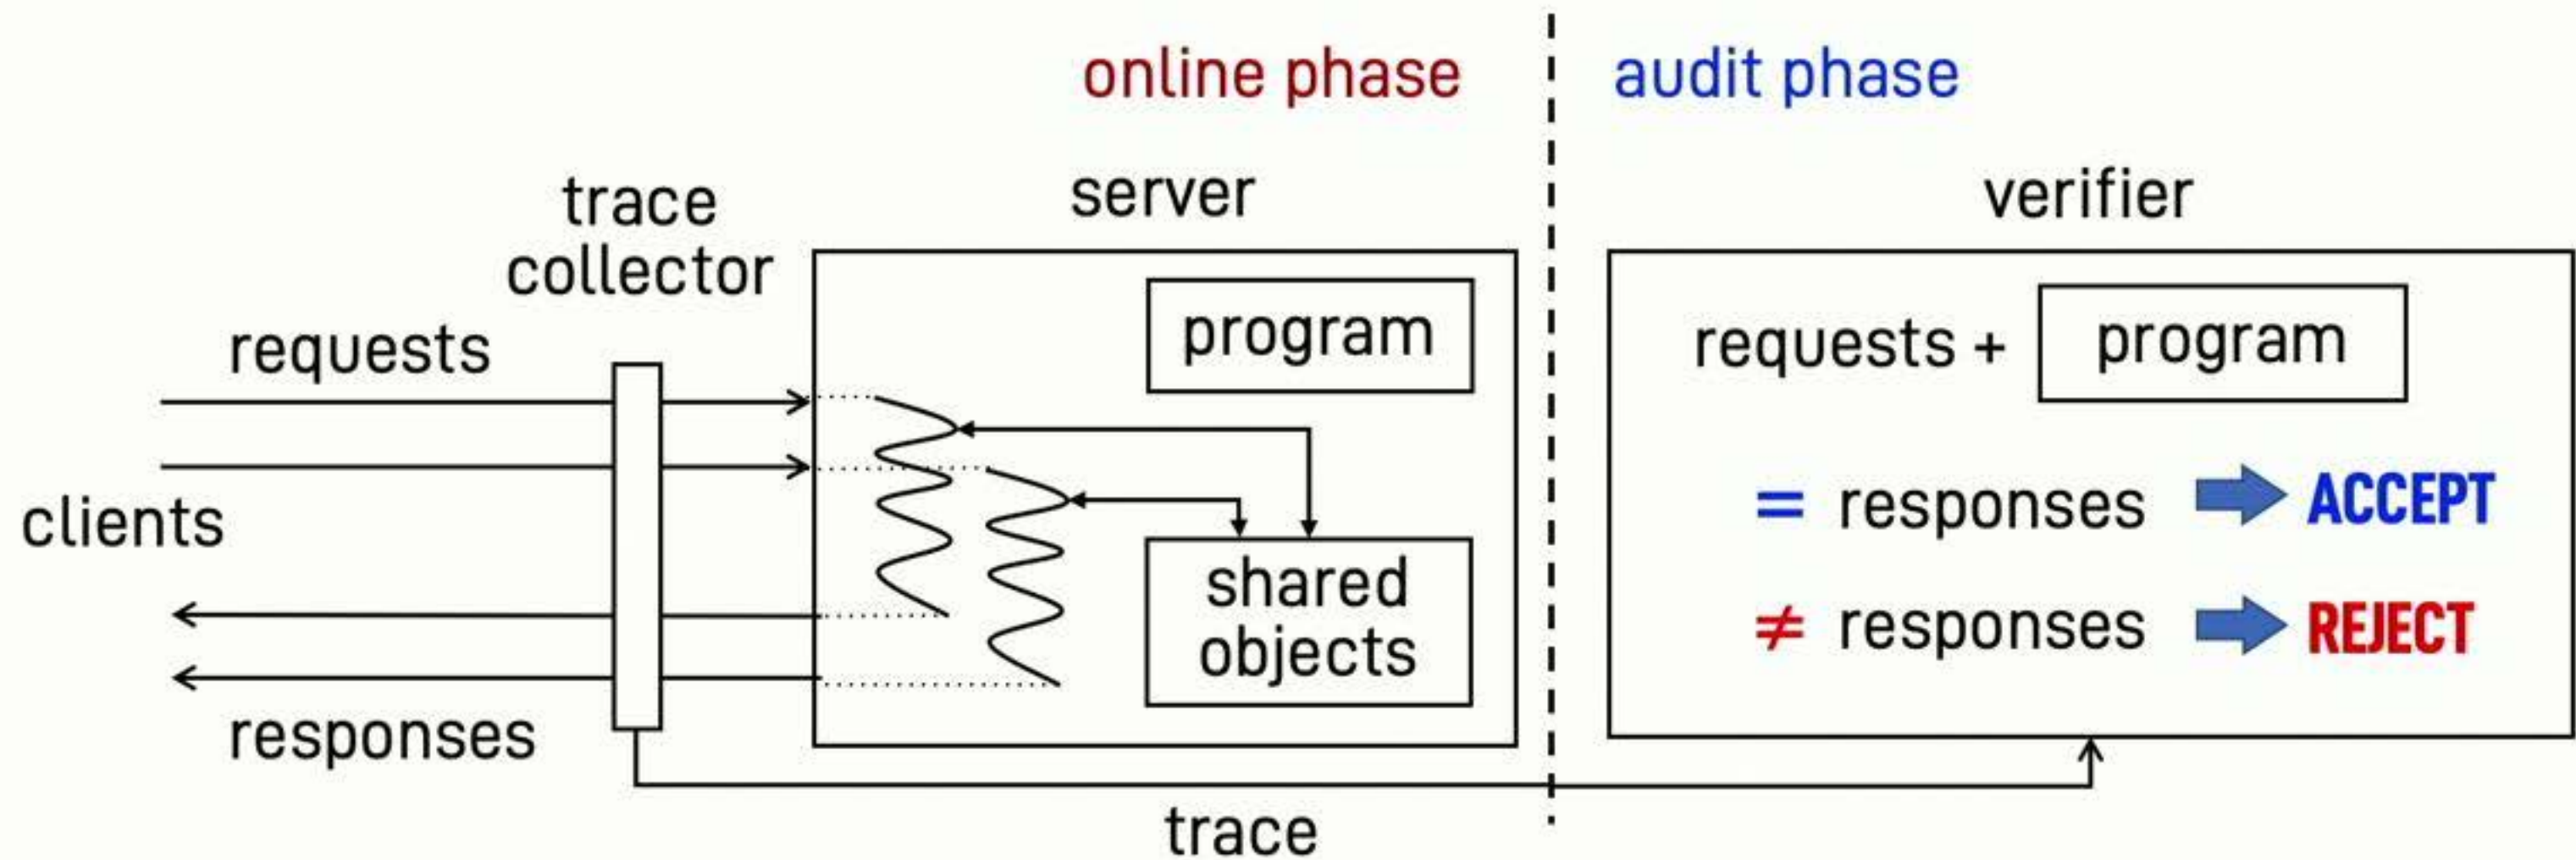 online phase
audit phase
trace
collector
server
verifier
requests
program
requests + program
clients
= responses ACCEPT
shared
objects
≠ responses REJECT
responses
trace